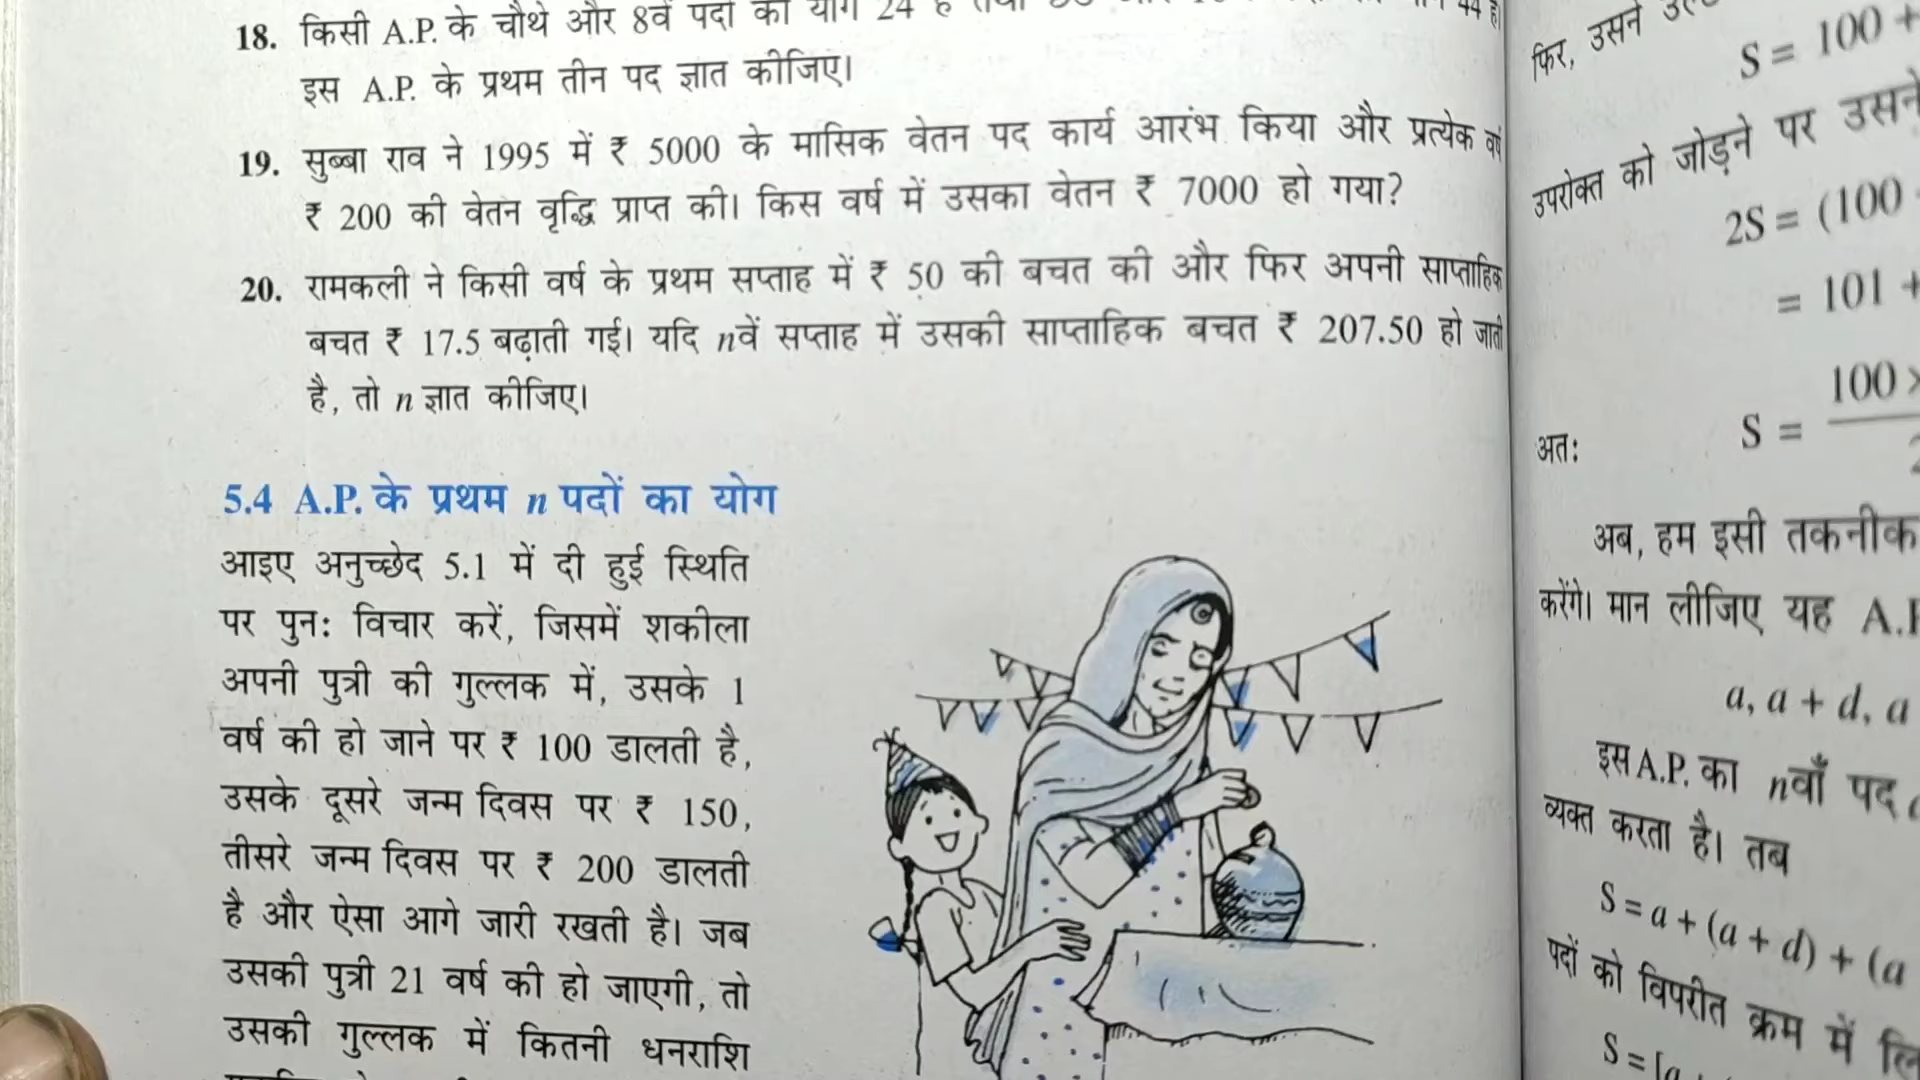 18. किसी A.P. के चौथे और 8वें पदों का योग 24 है तथा 44 है।
इस A.P. के प्रथम तीन पद ज्ञात कीजिए।
19. सुब्बा राव ने 1995 में ₹ 5000 के मासिक वेतन पद कार्य आरंभ किया और प्रत्येक वर्ष
₹ 200 की वेतन वृद्धि प्राप्त की। किस वर्ष में उसका वेतन ₹ 7000 हो गया?
20. रामकली ने किसी वर्ष के प्रथम सप्ताह में ₹ 50 की बचत की और फिर अपनी साप्ताहिक
बचत ₹ 17.5 बढ़ाती गई। यदि nवें सप्ताह में उसकी साप्ताहिक बचत ₹ 207.50 हो जाती
है, तो n ज्ञात कीजिए।
5.4 A.P. के प्रथम n पदों का योग
आइए अनुच्छेद 5.1 में दी हुई स्थिति
पर पुन: विचार करें, जिसमें शकीला
अपनी पुत्री की गुल्लक में, उसके 1
वर्ष की हो जाने पर ₹ 100 डालती है,
उसके दूसरे जन्म दिवस पर ₹ 150,
तीसरे जन्म दिवस पर ₹ 200 डालती
है और ऐसा आगे जारी रखती है। जब
उसकी पुत्री 21 वर्ष की हो जाएगी, तो
उसकी गुल्लक में कितनी धनराशि
फिर, उसने
S = 100 +
उपरोक्त को जोड़ने पर उसने
2S = (100
= 101 +
अत: S = 100 ×
अब, हम इसी तकनीक
करेंगे। मान लीजिए यह A.P
a, a + d, a
इस A.P. का nवाँ पद
व्यक्त करता है। तब
S = a + (a + d) + (a
पदों को विपरीत क्रम में
S = [a